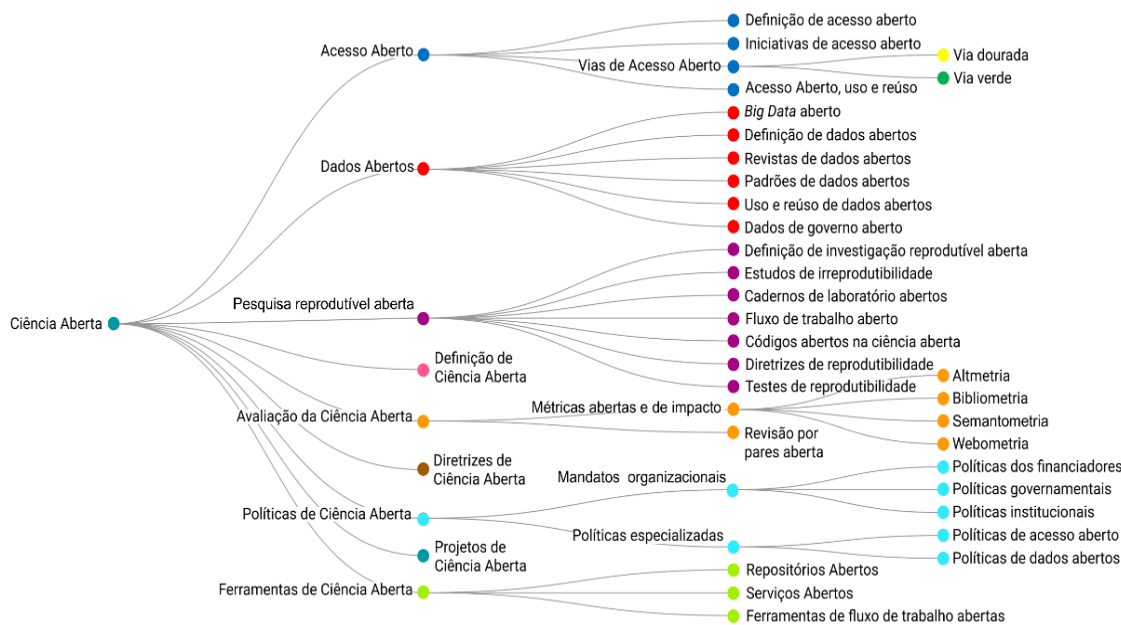 Ciência Aberta
Acesso Aberto
Definição de acesso aberto
Iniciativas de acesso aberto
Vias de Acesso Aberto
Via dourada
Via verde
Acesso Aberto, uso e reúso
Dados Abertos
Big Data aberto
Definição de dados abertos
Revistas de dados abertos
Padrões de dados abertos
Uso e reúso de dados abertos
Dados de governo aberto
Pesquisa reprodutível aberta
Definição de investigação reprodutível aberta
Estudos de irreprodutibilidade
Cadernos de laboratório abertos
Fluxo de trabalho aberto
Códigos abertos na ciência aberta
Diretrizes de reprodutibilidade
Testes de reprodutibilidade
Definição de
Ciência Aberta
Avaliação da Ciência Aberta
Métricas abertas e de impacto
Altmetria
Bibliometria
Semantometria
Webometria
Revisão por
pares aberta
Diretrizes de
Ciência Aberta
Políticas de Ciência Aberta
Mandatos organizacionais
Políticas dos financiadores
Políticas governamentais
Políticas institucionais
Políticas especializadas
Políticas de acesso aberto
Políticas de dados abertos
Projetos de
Ciência Aberta
Ferramentas de Ciência Aberta
Repositórios Abertos
Serviços Abertos
Ferramentas de fluxo de trabalho abertas